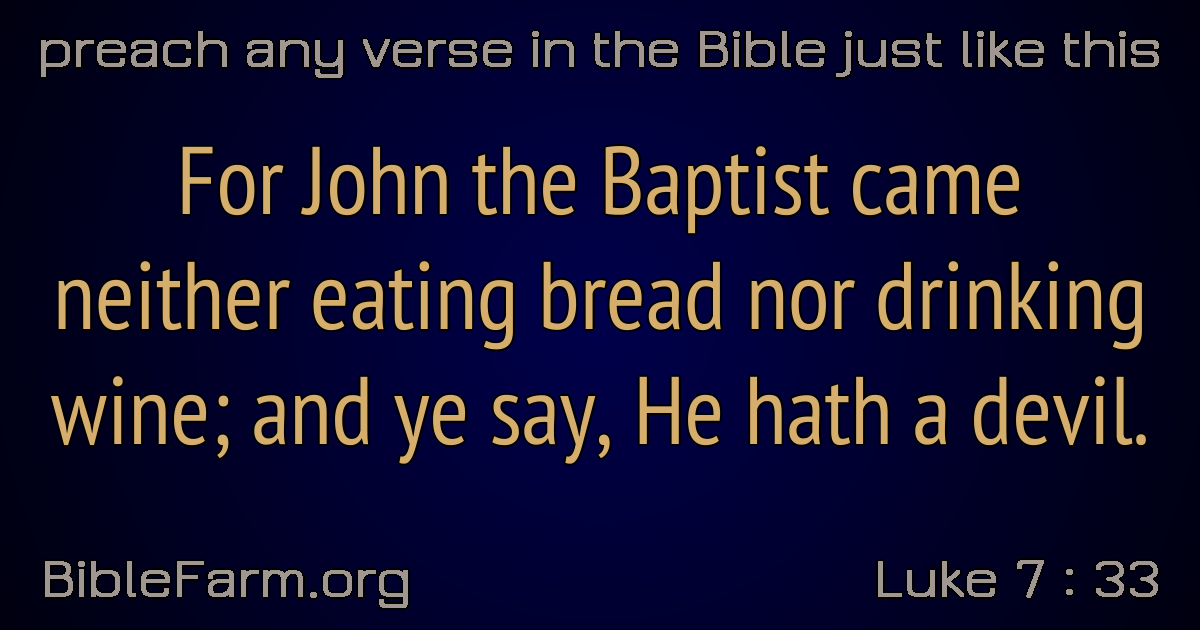 preach any verse in the Bible just like this
For John the Baptist came
neither eating bread nor drinking
wine; and ye say, He hath a devil.
BibleFarm.org
Luke 7 : 33